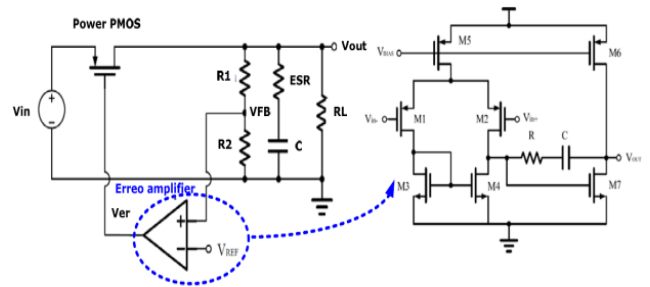 Power PMOS
Vin
R1
VFB
R2
ESR
C
RL
Vout
Erreo amplifier
Ver
+
VREF
VBIAS
M5
M6
Vin-
M1
M2
Vin+
R
C
VOUT
M3
M4
M7